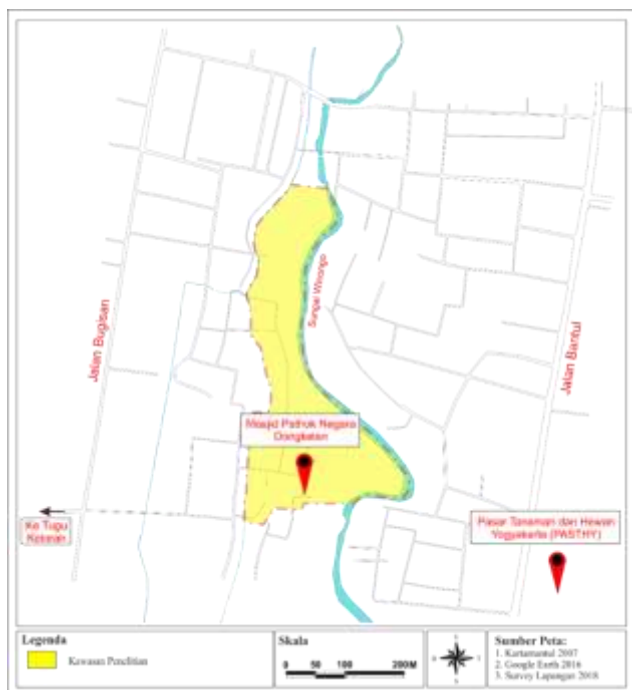 Jalan Bugisan
Sungai Winongo
Jalan Bantul
Masjid Pathok Negara
Dongkelan
Ke Tugu
Pasar Tanaman dan Hewan
Yogyakarta (PASTHY)
Legenda
Kawasan Penelitian
Skala
0 50 100 200M
Sumber Peta:
1. Kartamantul 2007
2. Google Earth 2016
3. Survey Lapangan 2018